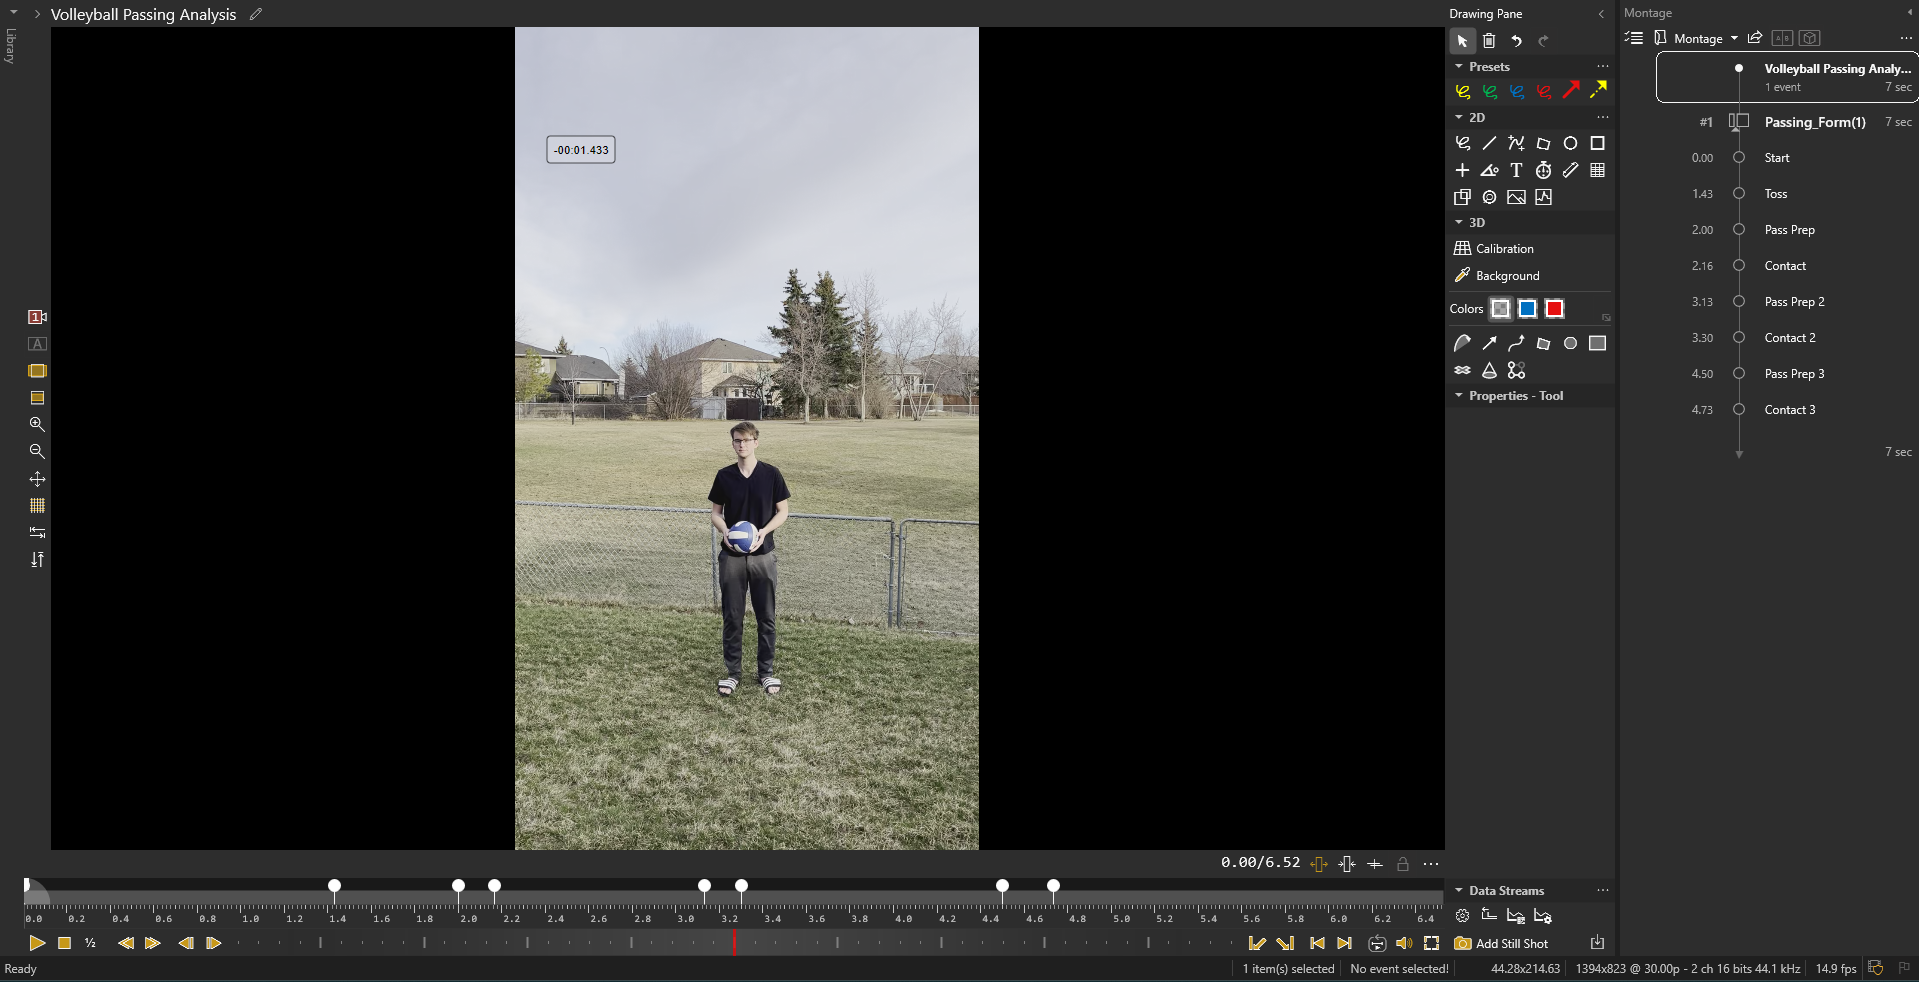 Volleyball Passing Analysis
Library
-00:01.433
Drawing Pane
Presets
2D
T
3D
Calibration
Background
Colors
Properties - Tool
Montage
Montage
A B
Volleyball Passing Analy...
1 event 7 sec
#1 Passing_Form(1) 7 sec
0.00 Start
1.43 Toss
2.00 Pass Prep
2.16 Contact
3.13 Pass Prep 2
3.30 Contact 2
4.50 Pass Prep 3
4.73 Contact 3
7 sec
1
A
0.00/6.52
0.0 0.2 0.4 0.6 0.8 1.0 1.2 1.4 1.6 1.8 2.0 2.2 2.4 2.6 2.8 3.0 3.2 3.4 3.6 3.8 4.0 4.2 4.4 4.6 4.8 5.0 5.2 5.4 5.6 5.8 6.0 6.2 6.4
½
Data Streams
Add Still Shot
Ready
1 item(s) selected
No event selected!
44.28x214.63
1394x823 @ 30.00p - 2 ch 16 bits 44.1 kHz
14.9 fps